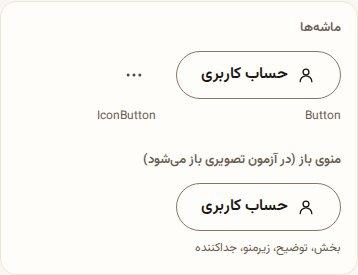 ماشه‌ها
حساب کاربری ...
Button IconButton
منوی باز (در آزمون تصویری باز می‌شود)
حساب کاربری
بخش، توضیح، زیرمنو، جداکننده